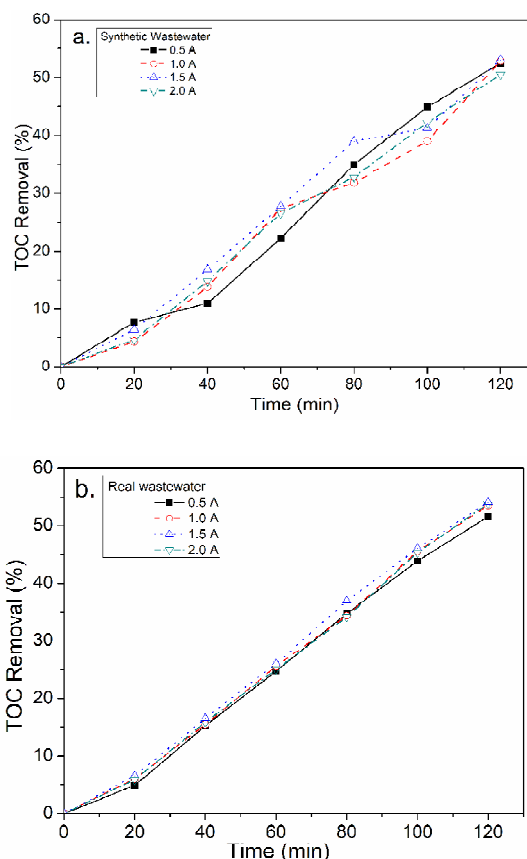 a.
Synthetic Wastewater
0.5 A
1.0 A
1.5 A
2.0 A
60
50
40
30
20
10
0
TOC Removal (%)
0 20 40 60 80 100 120
Time (min)
b.
Real wastewater
0.5 A
1.0 A
1.5 A
2.0 A
60
50
40
30
20
10
0
TOC Removal (%)
0 20 40 60 80 100 120
Time (min)